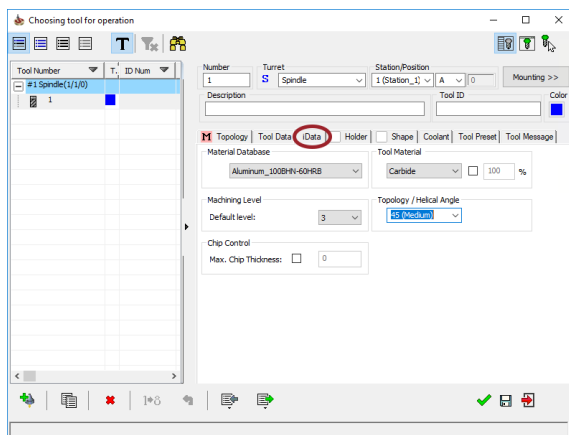 Choosing tool for operation
T
Tool Number T. ID Num
#1 Spindle(1/1/0)
1
Number Turret Station/Position
1 S Spindle 1 (Station_1) A 0 Mounting >>
Description Tool ID Color
M Topology Tool Data iData Holder Shape Coolant Tool Preset Tool Message
Material Database Tool Material
Aluminum_100BHN-60HRB Carbide 100 %
Machining Level Topology / Helical Angle
Default level: 3 45 (Medium)
Chip Control
Max. Chip Thickness: 0